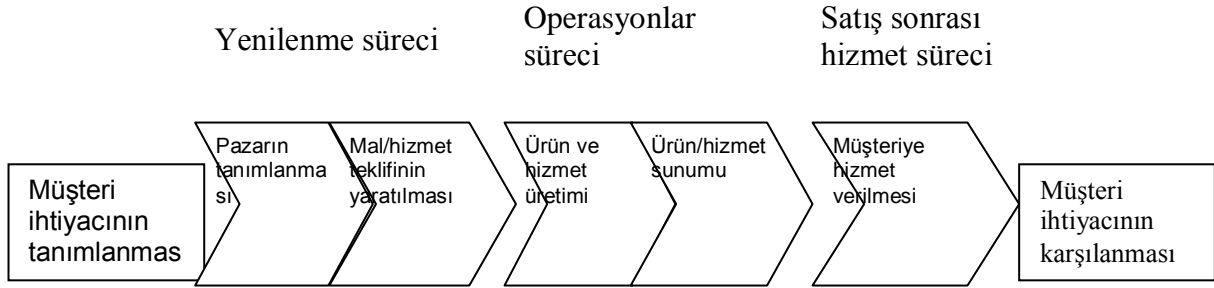 Yenilenme süreci
Operasyonlar
süreci
Satış sonrası
hizmet süreci
Müşteri
ihtiyacının
tanımlanmas
Pazarın
tanımlanma
sı
Mal/hizmet
teklifinin
yaratılması
Ürün ve
hizmet
üretimi
Ürün/hizmet
sunumu
Müşteriye
hizmet
verilmesi
Müşteri
ihtiyacının
karşılanması